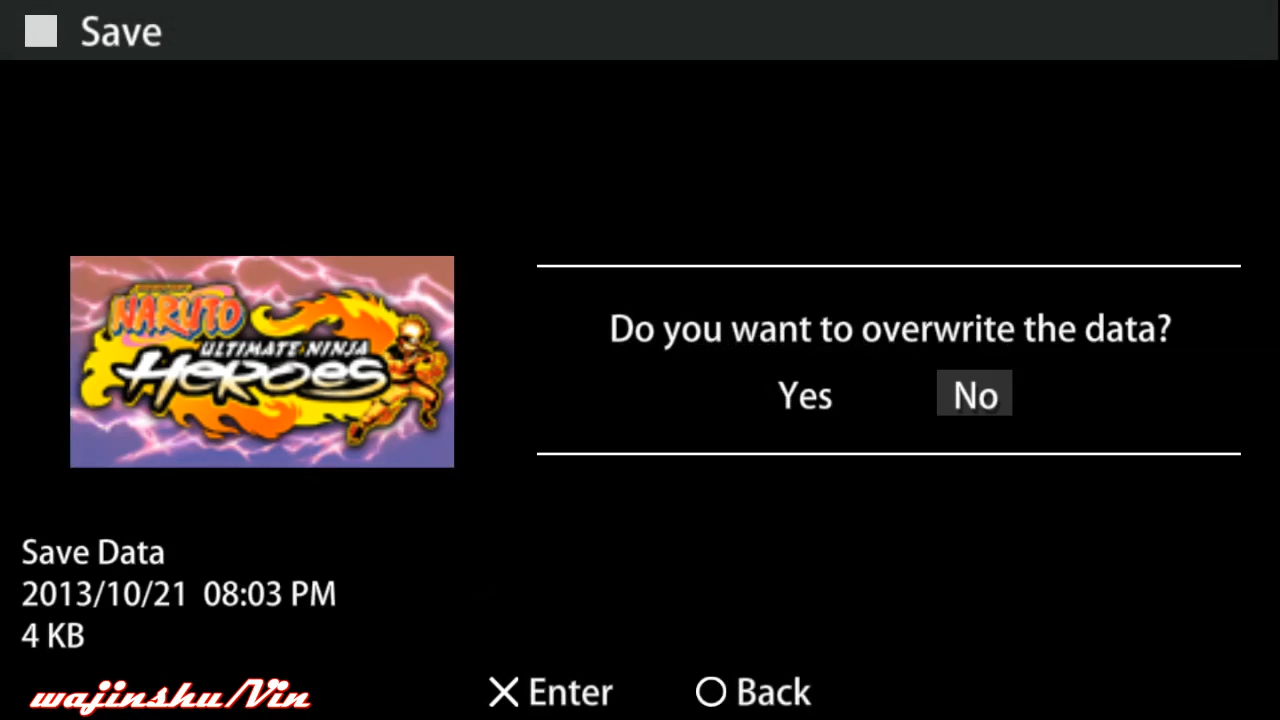 Save
NARUTO
ULTIMATE NINJA
HEROES
Do you want to overwrite the data?
Yes No
Save Data
2013/10/21 08:03 PM
4 KB
wajinshu/Vin
Enter Back